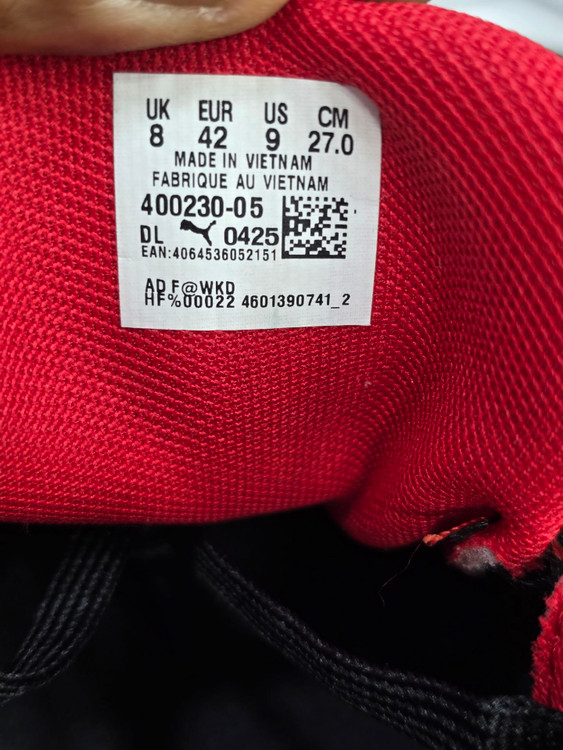 UK EUR US CM
8 42 9 27.0
MADE IN VIETNAM
FABRIQUE AU VIETNAM
400230-05
DL 0425
EAN:4064536052151
AD F@WKD
HF%00022 4601390741_2